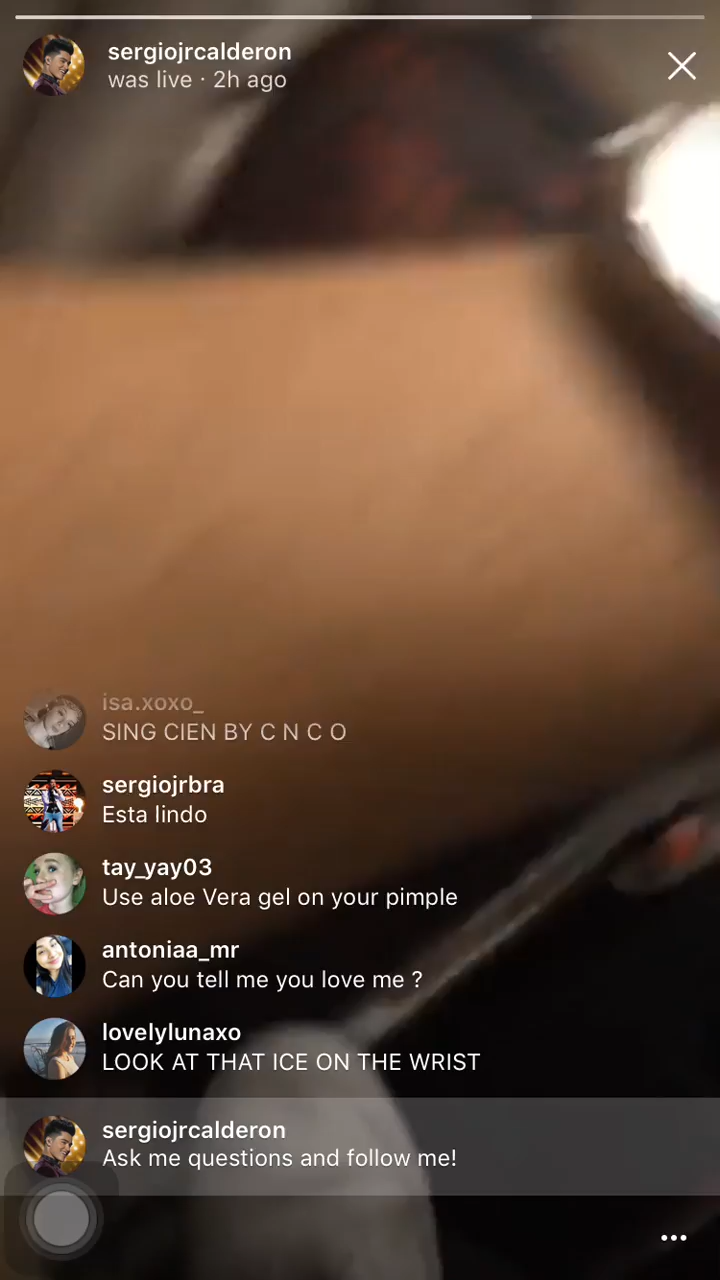 sergiojrcalderon
was live · 2h ago
isa.xoxo_
SING CIEN BY C N C O
sergiojrbra
Esta lindo
tay_yay03
Use aloe Vera gel on your pimple
antoniaa_mr
Can you tell me you love me ?
lovelylunaxo
LOOK AT THAT ICE ON THE WRIST
sergiojrcalderon
Ask me questions and follow me!